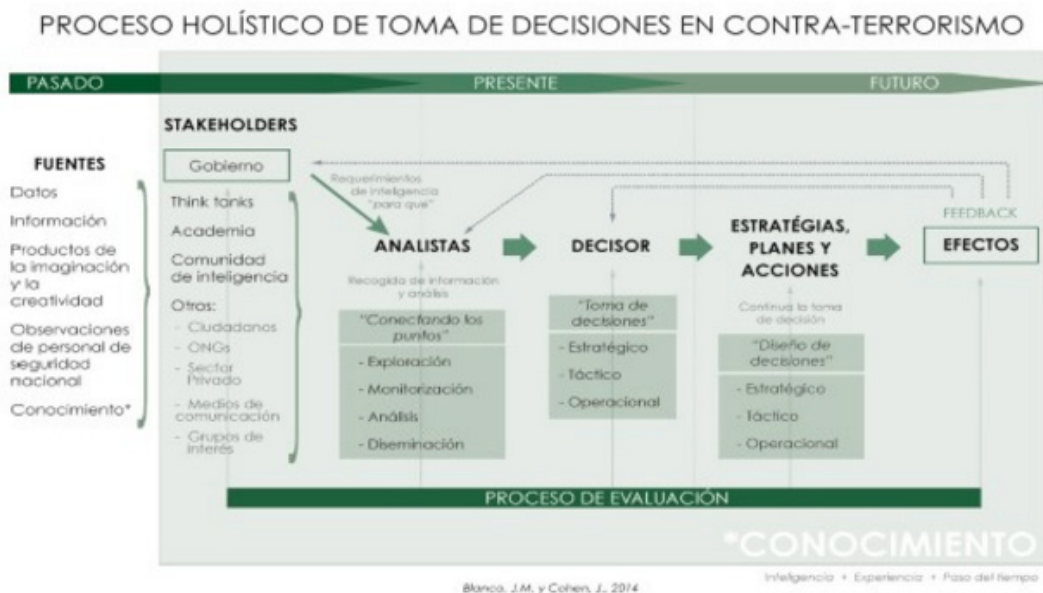 PROCESO HOLÍSTICO DE TOMA DE DECISIONES EN CONTRA-TERRORISMO
PASADO
PRESENTE
FUTURO
FUENTES
Datos
Información
Productos de
la imaginación
y la
creatividad
Observaciones
de personal de
seguridad
nacional
Conocimiento*
STAKEHOLDERS
Gobierno
Think tanks
Academia
Comunidad
de inteligencia
Otros:
- Ciudadanos
- ONGs
- Sector
Privado
- Medios de
comunicación
- Grupos de
Interés
Requerimientos
de inteligencia
"para qué"
ANALISTAS
Recogida de información
y análisis
"Conectando los
puntos"
- Exploración
- Monitorización
- Análisis
- Diseminación
DECISOR
"Toma de
decisiones"
- Estratégico
- Táctico
- Operacional
ESTRATÉGIAS,
PLANES Y
ACCIONES
Continua la toma
de decisión
"Diseño de
decisiones"
- Estratégico
- Táctico
- Operacional
FEEDBACK
EFECTOS
PROCESO DE EVALUACIÓN
*CONOCIMIENTO
Inteligencia + Experiencia + Paso del tiempo
Blanco, J.M. y Cohen, J., 2014